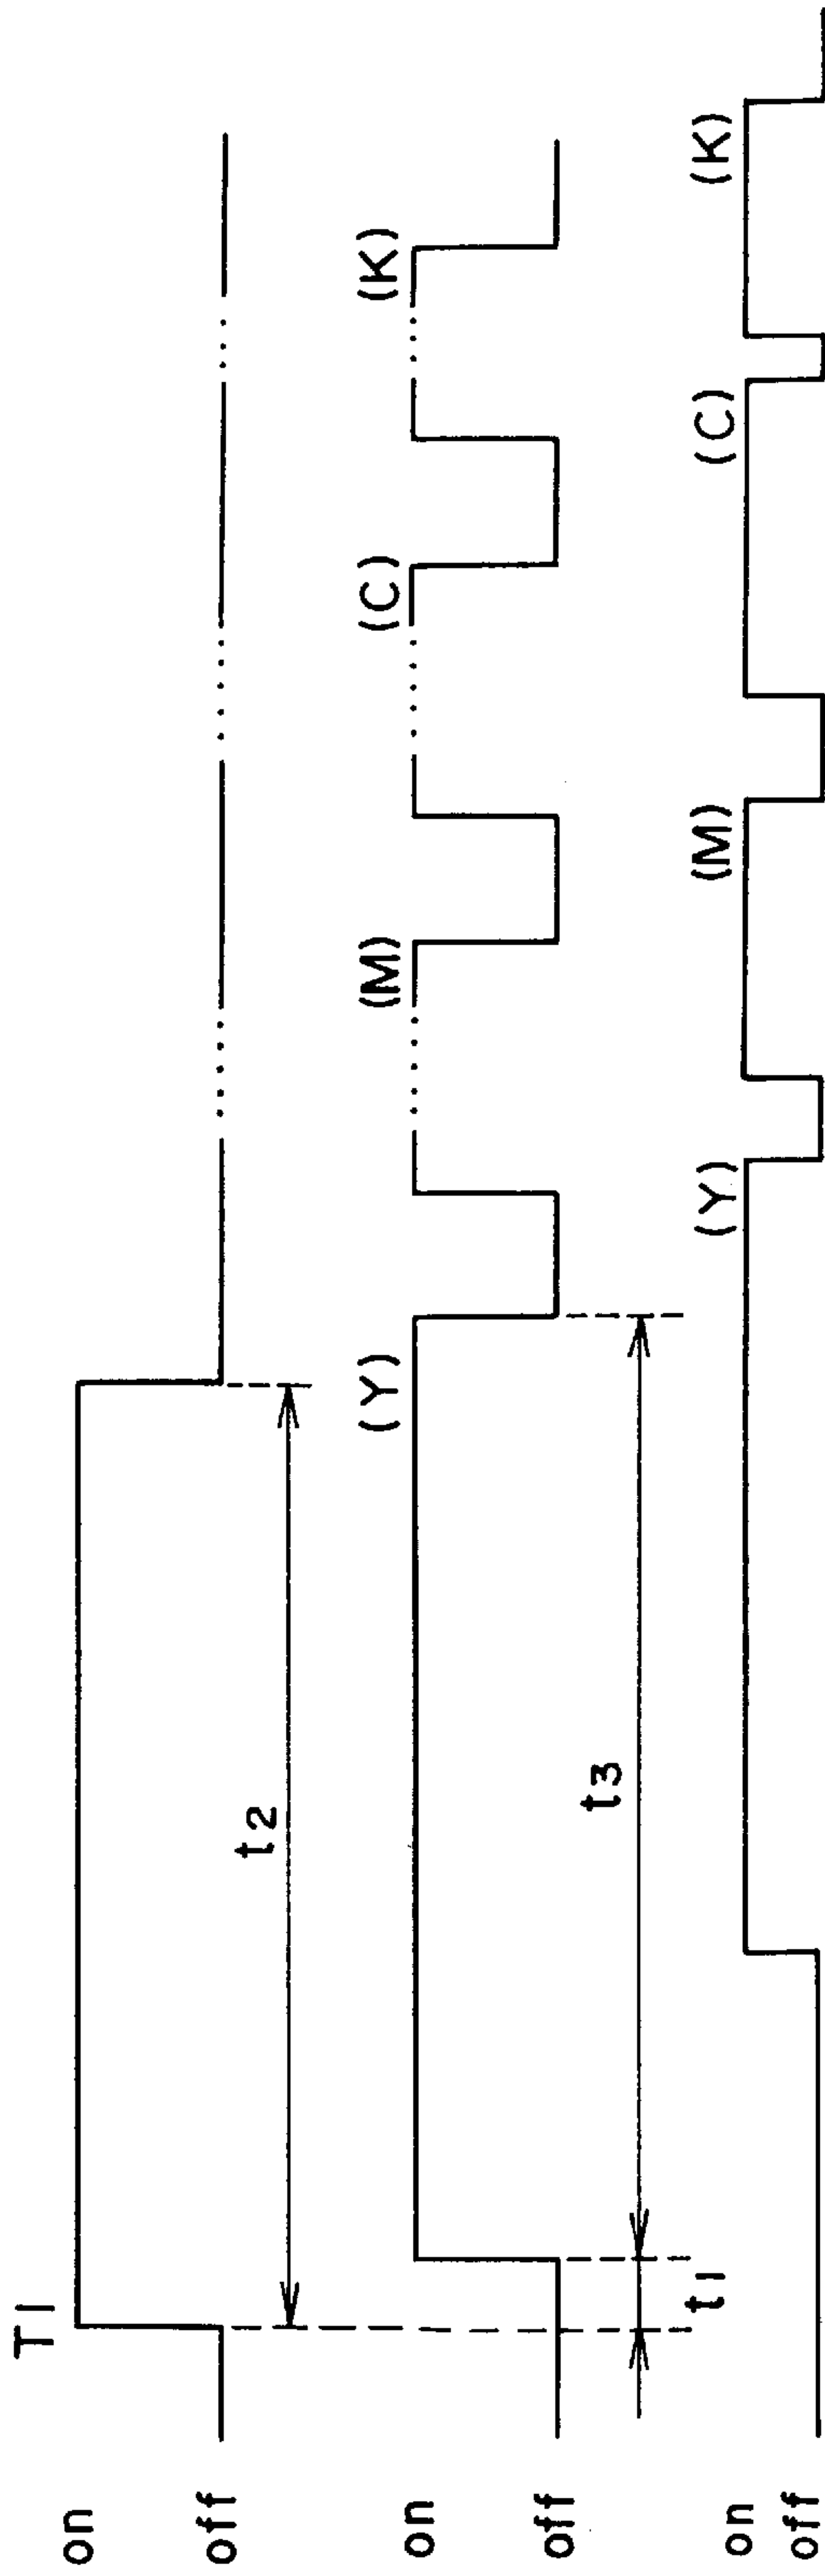 T1
on
off
t2
on
(Y) (M) (C) (K)
off
t3
t1
on
(Y) (M) (C) (K)
off